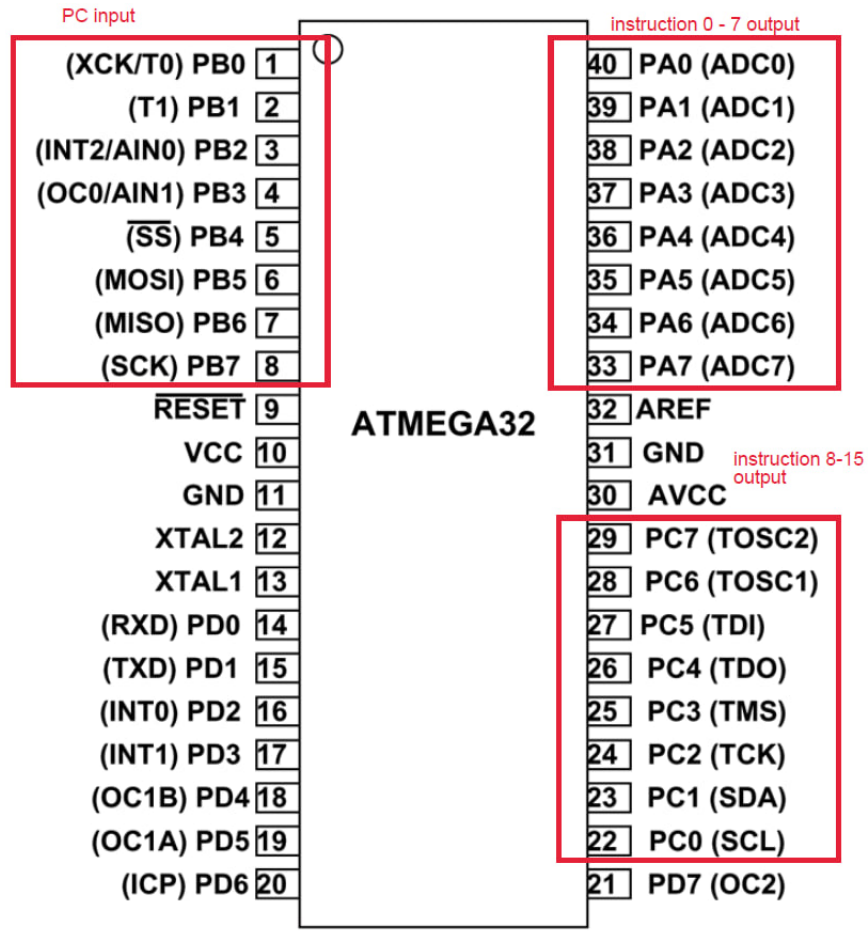 PC input
instruction 0 - 7 output
(XCK/T0) PB0 1
(T1) PB1 2
(INT2/AIN0) PB2 3
(OC0/AIN1) PB3 4
(SS) PB4 5
(MOSI) PB5 6
(MISO) PB6 7
(SCK) PB7 8
RESET 9
VCC 10
GND 11
XTAL2 12
XTAL1 13
(RXD) PD0 14
(TXD) PD1 15
(INT0) PD2 16
(INT1) PD3 17
(OC1B) PD4 18
(OC1A) PD5 19
(ICP) PD6 20
ATMEGA32
40 PA0 (ADC0)
39 PA1 (ADC1)
38 PA2 (ADC2)
37 PA3 (ADC3)
36 PA4 (ADC4)
35 PA5 (ADC5)
34 PA6 (ADC6)
33 PA7 (ADC7)
32 AREF
31 GND
30 AVCC
instruction 8-15
output
29 PC7 (TOSC2)
28 PC6 (TOSC1)
27 PC5 (TDI)
26 PC4 (TDO)
25 PC3 (TMS)
24 PC2 (TCK)
23 PC1 (SDA)
22 PC0 (SCL)
21 PD7 (OC2)